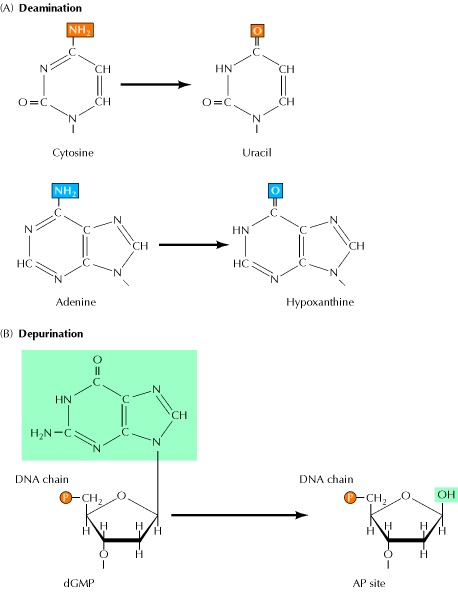 (A) Deamination
NH₂ O
C C
N CH HN CH
O=C CH O=C CH
N N
Cytosine Uracil
NH₂ O
C C
N C N HN C N
CH CH
HC C HC C
N N N N
Adenine Hypoxanthine
(B) Depurination
O
C
HN C N
CH
H₂N C C
N N
DNA chain DNA chain
P CH₂ O P CH₂ O OH
H H H H H H H H
H H H H
O O
dGMP AP site